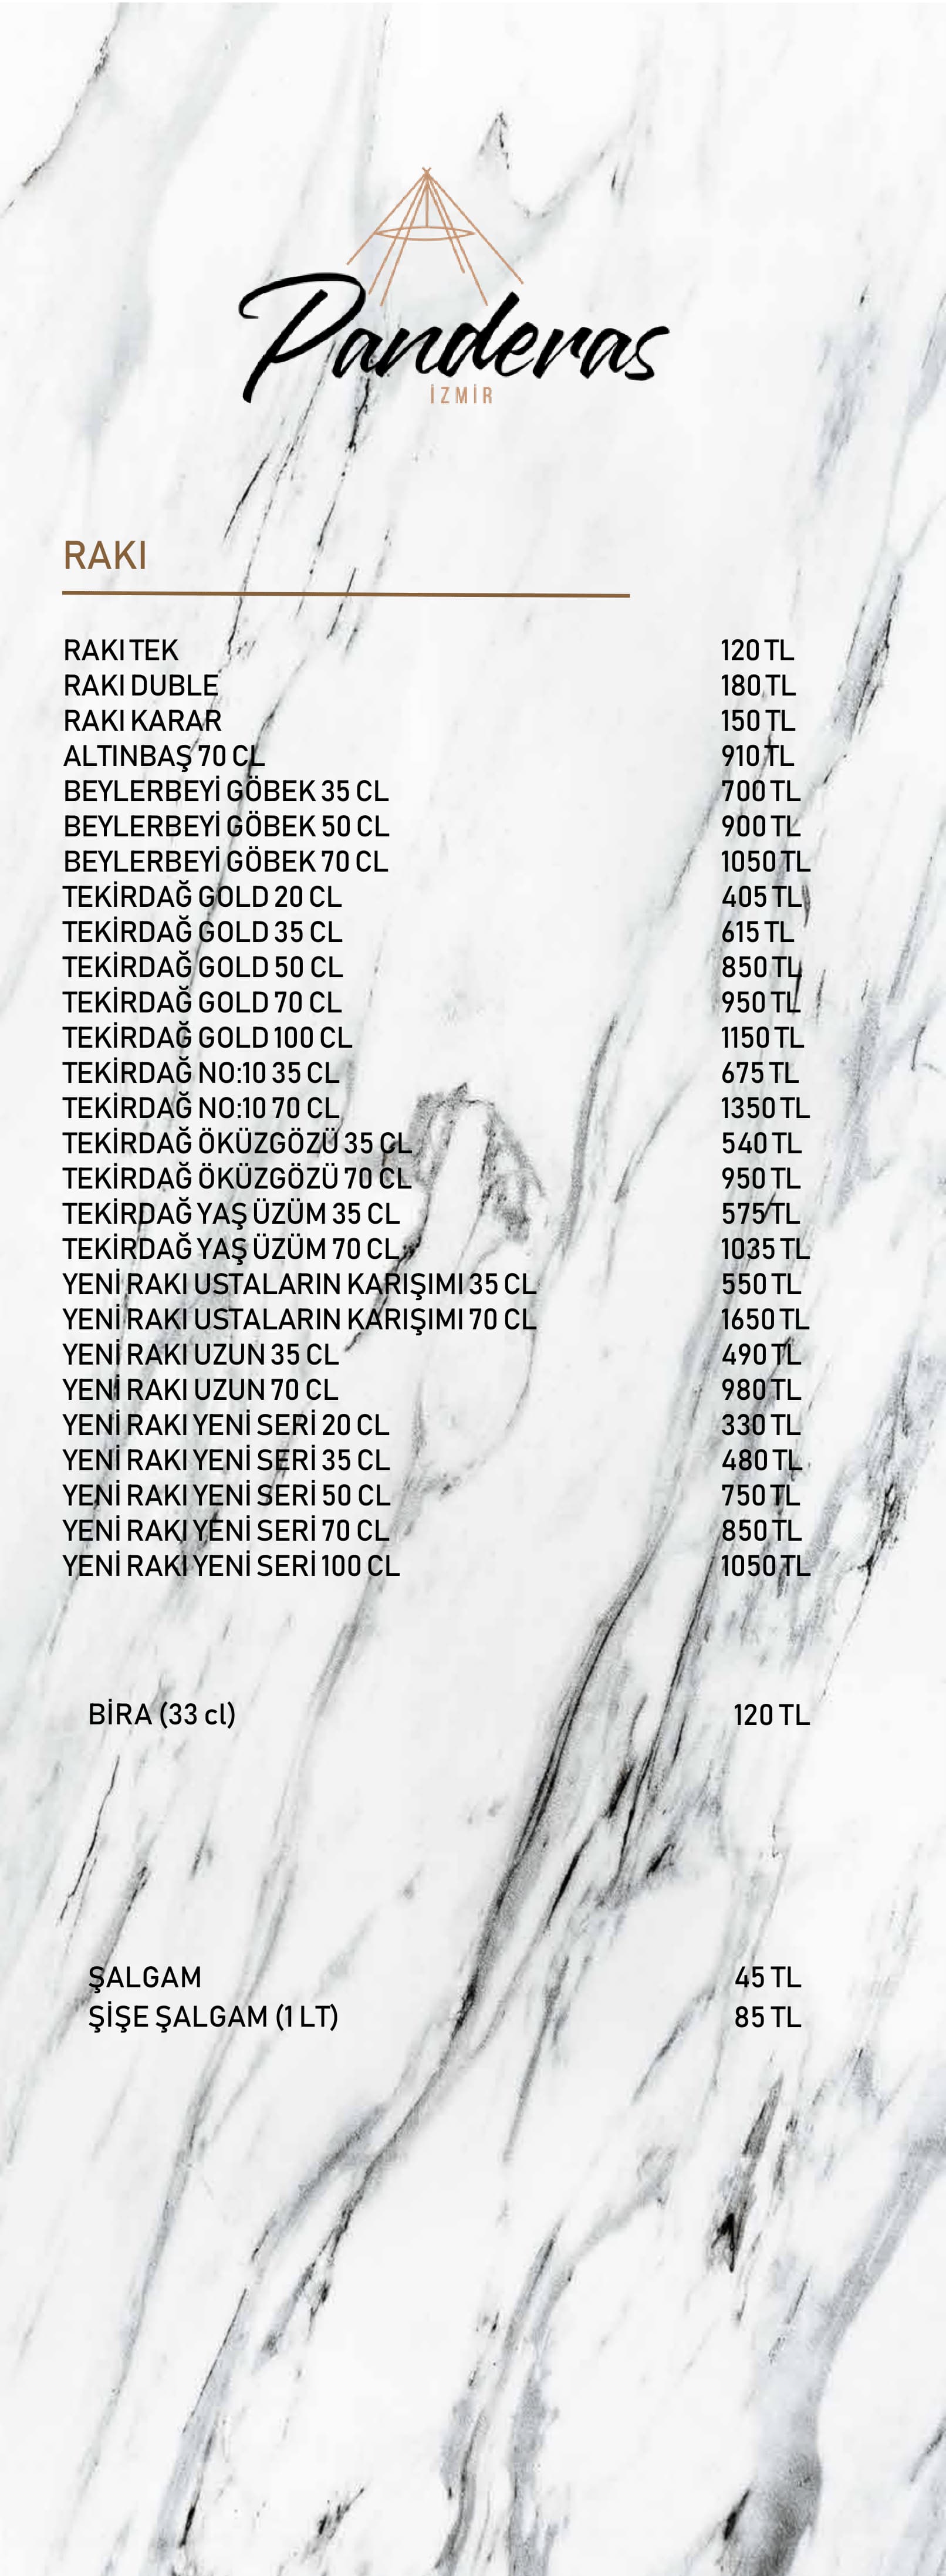 Panderas
İZMİR
RAKI
RAKI TEK 120 TL
RAKI DUBLE 180 TL
RAKI KARAR 150 TL
ALTINBAŞ 70 CL 910 TL
BEYLERBEYİ GÖBEK 35 CL 700 TL
BEYLERBEYİ GÖBEK 50 CL 900 TL
BEYLERBEYİ GÖBEK 70 CL 1050 TL
TEKİRDAĞ GOLD 20 CL 405 TL
TEKİRDAĞ GOLD 35 CL 615 TL
TEKİRDAĞ GOLD 50 CL 850 TL
TEKİRDAĞ GOLD 70 CL 950 TL
TEKİRDAĞ GOLD 100 CL 1150 TL
TEKİRDAĞ NO:10 35 CL 675 TL
TEKİRDAĞ NO:10 70 CL 1350 TL
TEKİRDAĞ ÖKÜZGÖZÜ 35 CL 540 TL
TEKİRDAĞ ÖKÜZGÖZÜ 70 CL 950 TL
TEKİRDAĞ YAŞ ÜZÜM 35 CL 575 TL
TEKİRDAĞ YAŞ ÜZÜM 70 CL 1035 TL
YENİ RAKI USTALARIN KARIŞIMI 35 CL 550 TL
YENİ RAKI USTALARIN KARIŞIMI 70 CL 1650 TL
YENİ RAKI UZUN 35 CL 490 TL
YENİ RAKI UZUN 70 CL 980 TL
YENİ RAKI YENİ SERİ 20 CL 330 TL
YENİ RAKI YENİ SERİ 35 CL 480 TL
YENİ RAKI YENİ SERİ 50 CL 750 TL
YENİ RAKI YENİ SERİ 70 CL 850 TL
YENİ RAKI YENİ SERİ 100 CL 1050 TL
BİRA (33 cl) 120 TL
ŞALGAM 45 TL
ŞİŞE ŞALGAM (1 LT) 85 TL